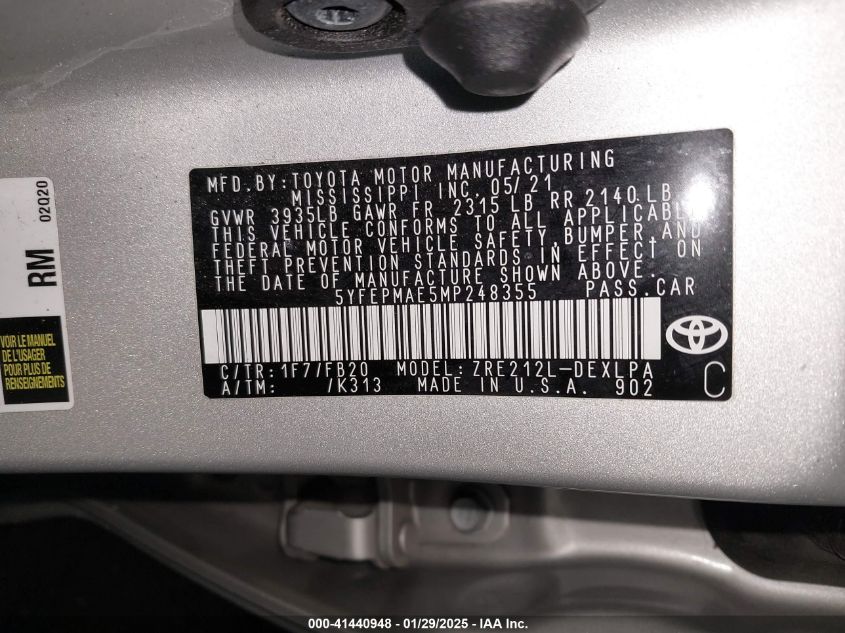 MFD. BY: TOYOTA MOTOR MANUFACTURING
MISSISSIPPI INC. 05/21
GVWR 3935LB GAWR FR 2315 LB RR 2140 LB
THIS VEHICLE CONFORMS TO ALL APPLICABLE
FEDERAL MOTOR VEHICLE SAFETY, BUMPER, AND
THEFT PREVENTION STANDARDS IN EFFECT ON
THE DATE OF MANUFACTURE SHOWN ABOVE.
5YFEPMAE5MP248355 PASS. CAR
C/TR: 1F7/FB20 MODEL: ZRE212L-DEXLPA
A/TM: /K313 MADE IN U.S.A. 902
C
RM 02020
VOIR LE MANUEL
DE L'USAGER
POUR PLUS DE
RENSEIGNEMENTS
000-41440948 - 01/29/2025 - IAA Inc.